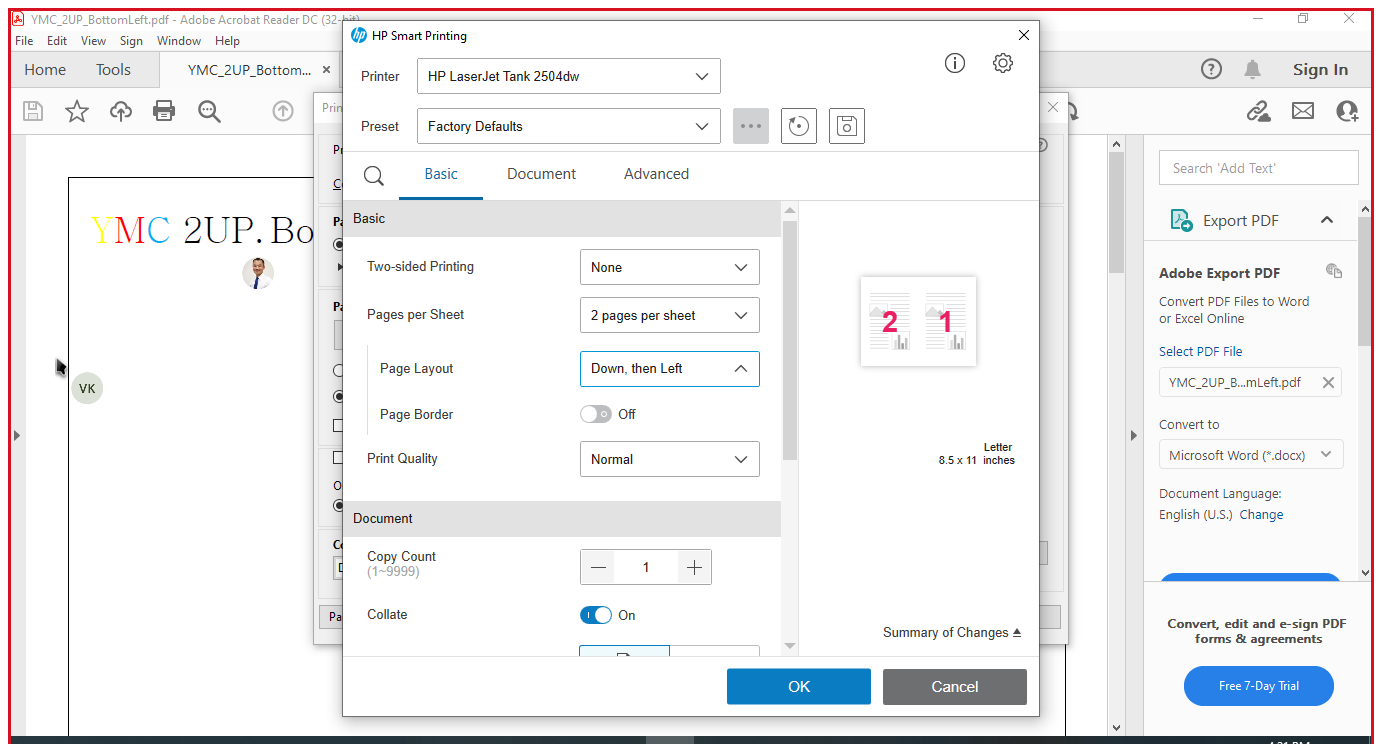 YMC_2UP_BottomLeft.pdf - Adobe Acrobat Reader DC (32-bit)
File Edit View Sign Window Help
Home Tools YMC_2UP_Bottom... × Sign In
hp HP Smart Printing
Printer HP LaserJet Tank 2504dw
Preset Factory Defaults
Basic Document Advanced
Basic
Two-sided Printing None
Pages per Sheet 2 pages per sheet
Page Layout Down, then Left
Page Border Off
Print Quality Normal
Document
Copy Count 1
(1~9999)
Collate On
2 1
Letter
8.5 x 11 inches
Summary of Changes
OK Cancel
YMC 2UP.Bo
VK
Search 'Add Text'
Export PDF
Adobe Export PDF
Convert PDF Files to Word
or Excel Online
Select PDF File
YMC_2UP_B...mLeft.pdf
Convert to
Microsoft Word (*.docx)
Document Language:
English (U.S.) Change
Convert, edit and e-sign PDF
forms & agreements
Free 7-Day Trial